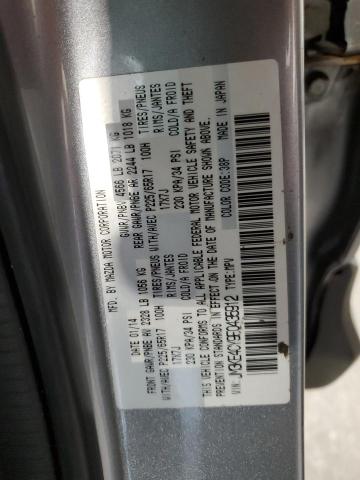 MFD. BY MAZDA MOTOR CORPORATION
DATE: 01/14 GVWR/PNBV 4566 LB 2071 KG
FRONT GAWR/PNBE AV 2328 LB 1056 KG REAR GAWR/PNBE AR 2244 LB 1018 KG
TIRES/PNEUS TIRES/PNEUS
WITH/AVEC P225/65R17 100H WITH/AVEC P225/65R17 100H
RIMS/JANTES RIMS/JANTES
17X7J 17X7J
COLD/A FROID COLD/A FROID
230 KPA/34 PSI 230 KPA/34 PSI
THIS VEHICLE CONFORMS TO ALL APPLICABLE FEDERAL MOTOR VEHICLE SAFETY AND THEFT
PREVENTION STANDARDS IN EFFECT ON THE DATE OF MANUFACTURE SHOWN ABOVE.
TYPE:MPV
COLOR CODE:38P MADE IN JAPAN